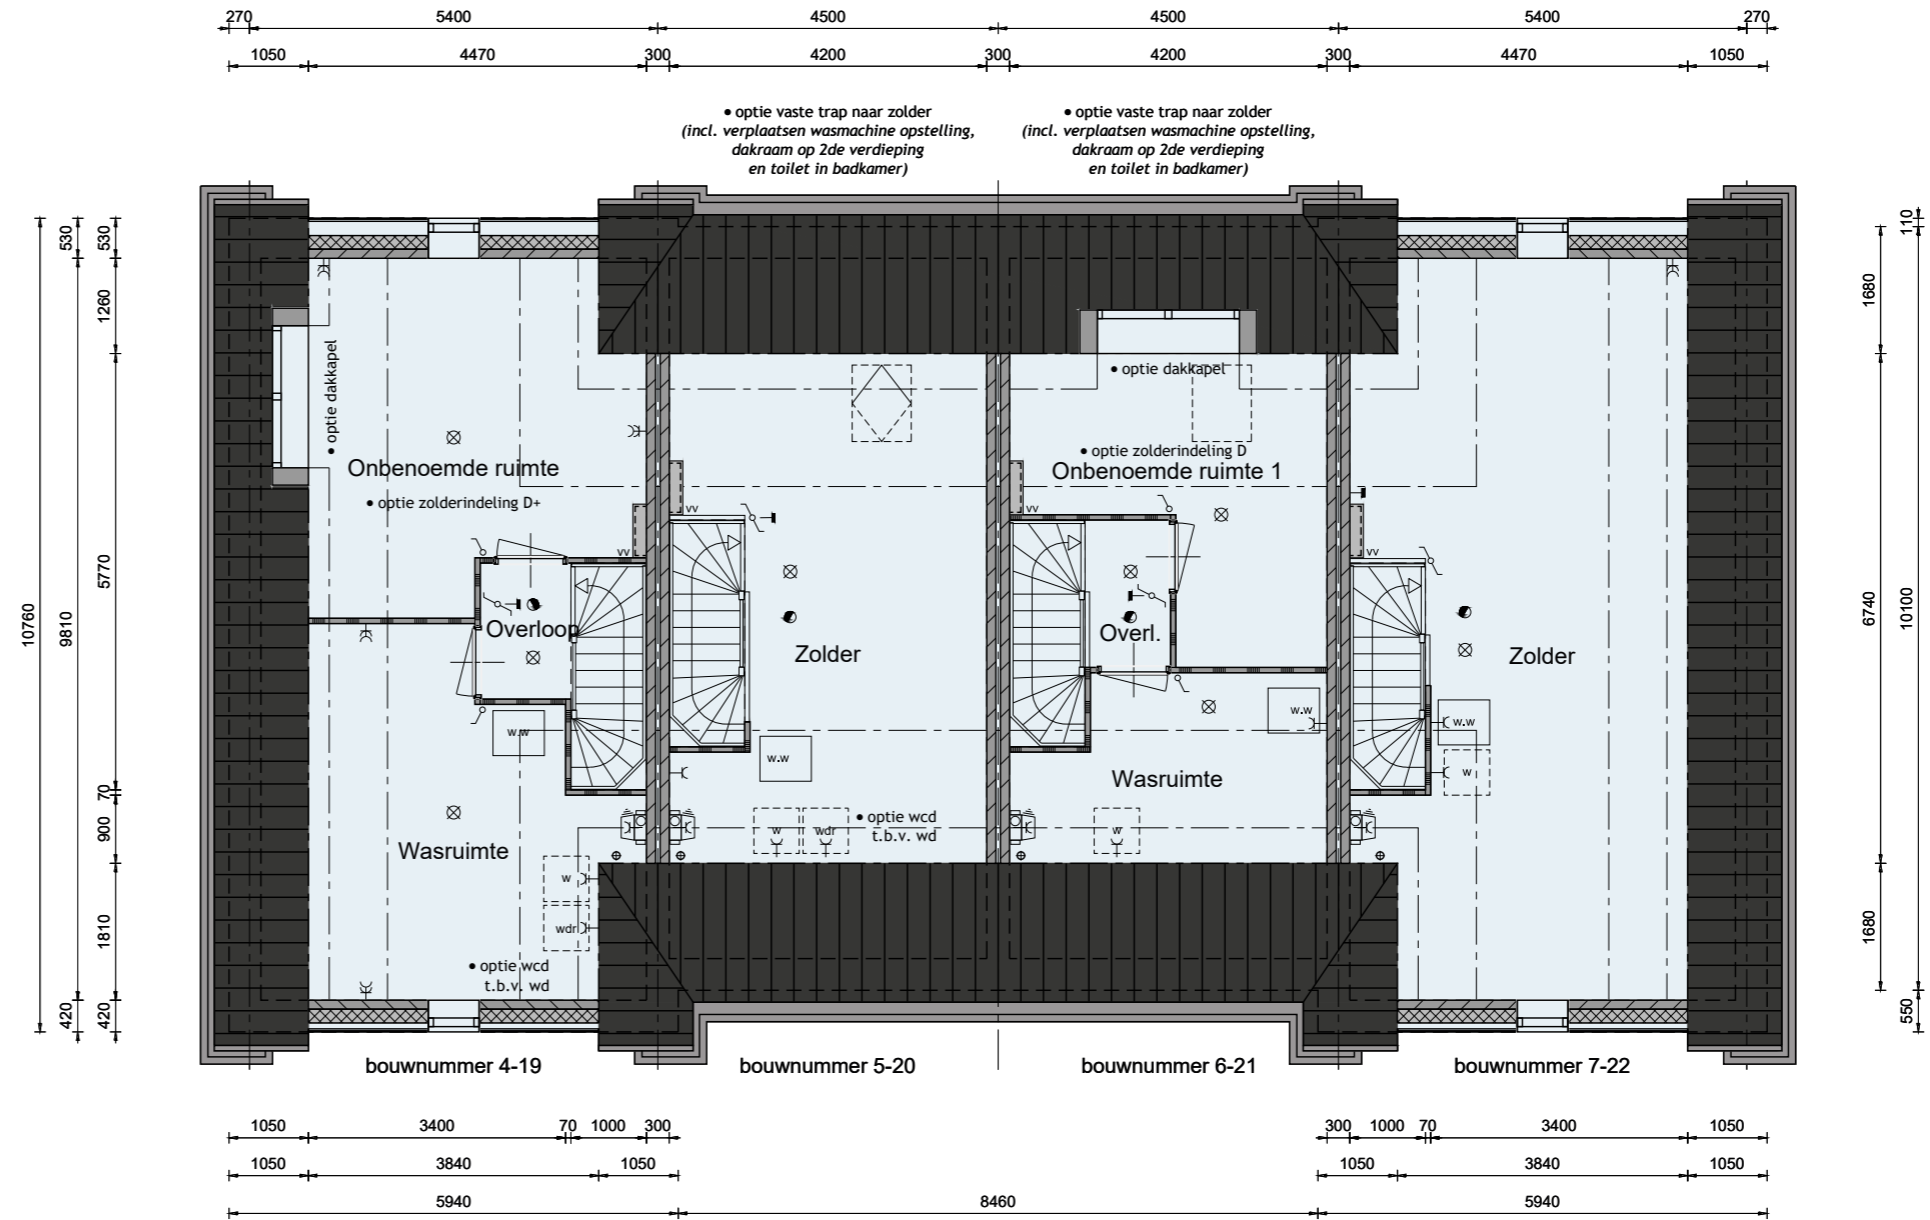 270 5400 4500 4500 5400 270
1050 4470 300 4200 300 4200 300 4470 1050
• optie vaste trap naar zolder
(incl. verplaatsen wasmachine opstelling,
dakraam op 2de verdieping
en toilet in badkamer)
• optie vaste trap naar zolder
(incl. verplaatsen wasmachine opstelling,
dakraam op 2de verdieping
en toilet in badkamer)
10760
530 9810 420
530 1260 5770 70 900 1810 420
• optie dakkapel
Onbenoemde ruimte
• optie zolderindeling D+
vv
Overloop
w.w
Wasruimte
w
wdr
• optie wcd
t.b.v. wd
vv
Zolder
w.w
w wdr
• optie wcd
t.b.v. wd
• optie dakkapel
• optie zolderindeling D
Onbenoemde ruimte 1
vv
Overl.
w.w
Wasruimte
w
vv
Zolder
w.w
w
1680 6740 1680
110 10100 550
bouwnummer 4-19 bouwnummer 5-20 bouwnummer 6-21 bouwnummer 7-22
1050 3400 70 1000 300 300 1000 70 3400 1050
1050 3840 1050 1050 3840 1050
5940 8460 5940